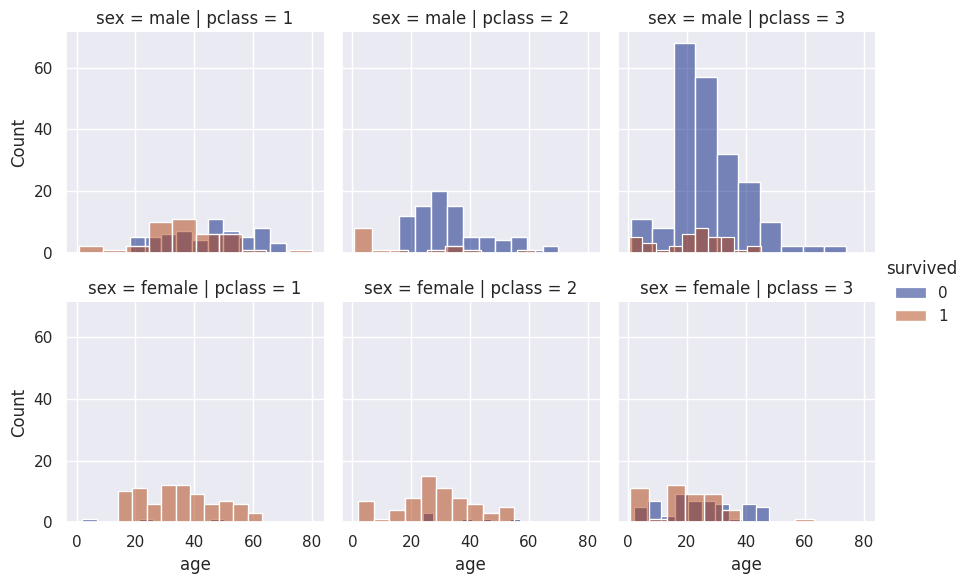 sex = male | pclass = 1
sex = male | pclass = 2
sex = male | pclass = 3
Count
60
40
20
0
survived
0
1
sex = female | pclass = 1
sex = female | pclass = 2
sex = female | pclass = 3
Count
60
40
20
0
0 20 40 60 80
0 20 40 60 80
0 20 40 60 80
age
age
age